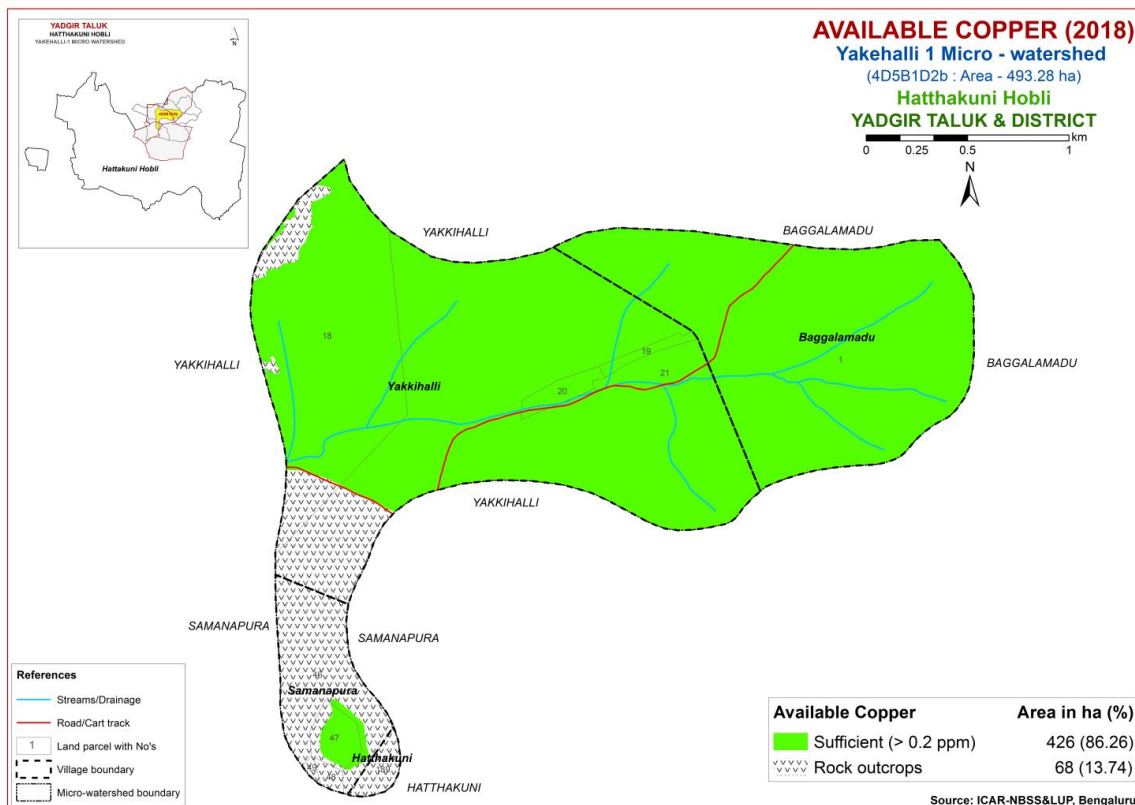 YADGIR TALUK
HATTHAKUNI HOBLI
YAKEHALLI-1 MICRO WATERSHED
N
Hattakuni Hobli
AVAILABLE COPPER (2018)
Yakehalli 1 Micro - watershed
(4D5B1D2b : Area - 493.28 ha)
Hatthakuni Hobli
YADGIR TALUK & DISTRICT
km
0 0.25 0.5 1
N
YAKKIHALLI
BAGGALAMADU
18
19
Baggalamadu
YAKKIHALLI
1
BAGGALAMADU
21
Yakkihalli
20
YAKKIHALLI
SAMANAPURA
SAMANAPURA
46
Samanapura
47
Hatthakuni
49
48
189
HATTHAKUNI
References
Streams/Drainage
Road/Cart track
1 Land parcel with No's
Village boundary
Micro-watershed boundary
Available Copper Area in ha (%)
Sufficient (> 0.2 ppm) 426 (86.26)
Rock outcrops 68 (13.74)
Source: ICAR-NBSS&LUP, Bengaluru